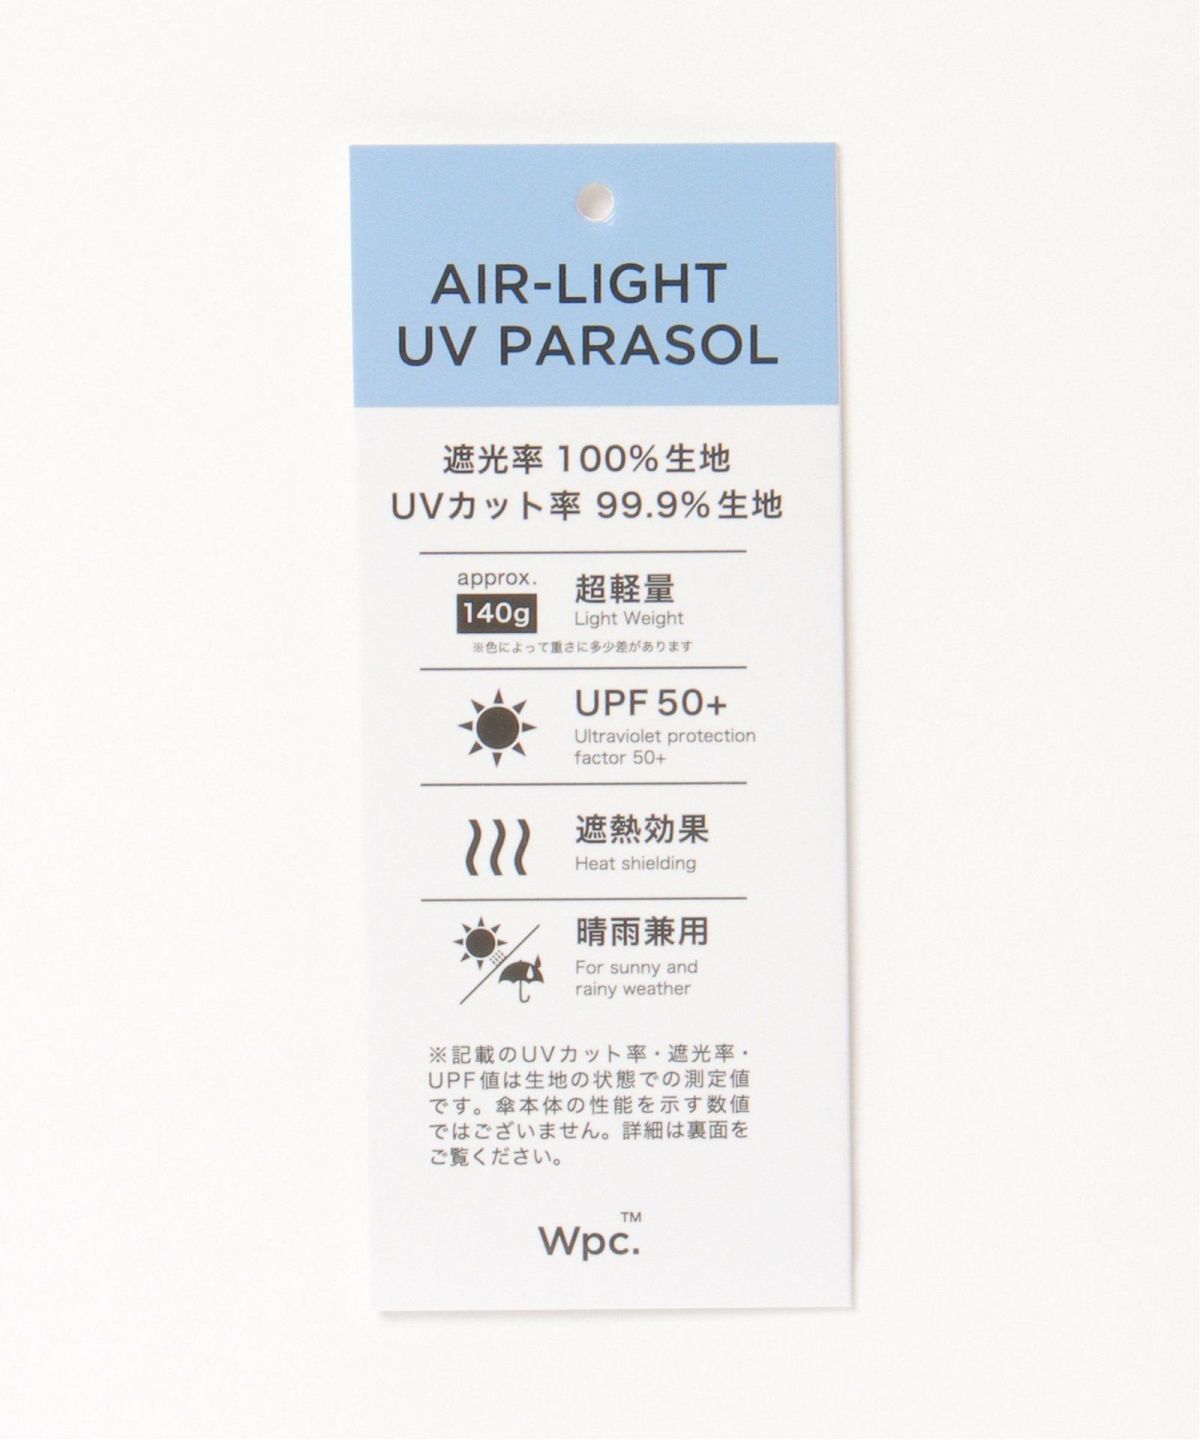 AIR-LIGHT
UV PARASOL
遮光率 100%生地
UVカット率 99.9%生地
approx.
140g
超軽量
Light Weight
※色によって重さに多少差があります
UPF 50+
Ultraviolet protection
factor 50+
遮熱効果
Heat shielding
晴雨兼用
For sunny and
rainy weather
※記載のUVカット率・遮光率・
UPF値は生地の状態での測定値
です。傘本体の性能を示す数値
ではございません。詳細は裏面を
ご覧ください。
Wpc.™